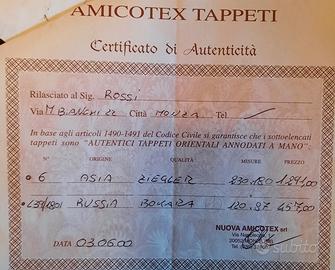 AMICOTEX TAPPETI
Certificato di Autenticità
Rilasciato al Sig. ROSSI
Via M. BIANCHI 22 Città MONZA Tel /
In base agli articoli 1490-1491 del Codice Civile si garantisce che i sottoelencati
tappeti sono "AUTENTICI TAPPETI ORIENTALI ANNODATI A MANO":
N° ORIGINE QUALITÀ MISURE PREZZO
6 ASIA ZIEGLER 230.180
RUSSIA BOKARA 120.87 457,00
NUOVA AMICOTEX srl
DATA 03.06.00
subito